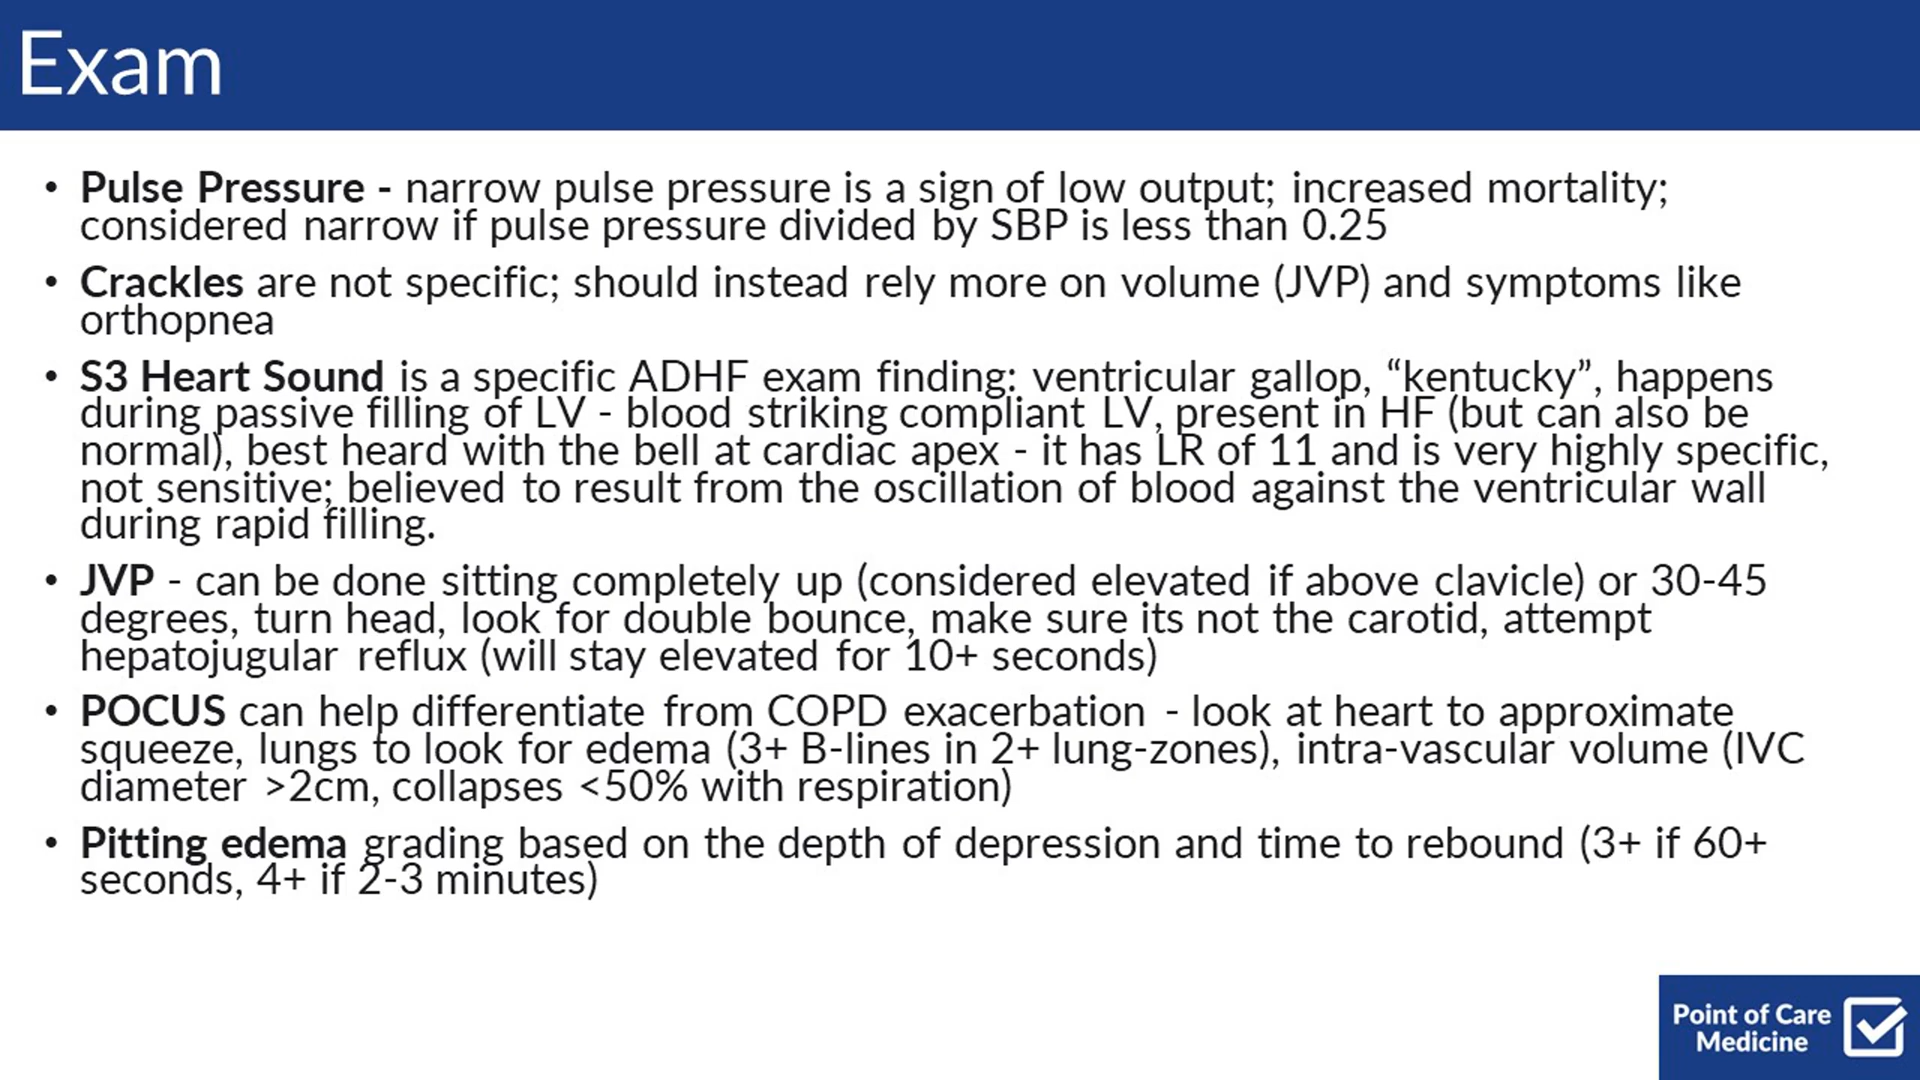 Exam
• Pulse Pressure - narrow pulse pressure is a sign of low output; increased mortality;
considered narrow if pulse pressure divided by SBP is less than 0.25
• Crackles are not specific; should instead rely more on volume (JVP) and symptoms like
orthopnea
• S3 Heart Sound is a specific ADHF exam finding: ventricular gallop, “kentucky”, happens
during passive filling of LV - blood striking compliant LV, present in HF (but can also be
normal), best heard with the bell at cardiac apex - it has LR of 11 and is very highly specific,
not sensitive; believed to result from the oscillation of blood against the ventricular wall
during rapid filling.
• JVP - can be done sitting completely up (considered elevated if above clavicle) or 30-45
degrees, turn head, look for double bounce, make sure its not the carotid, attempt
hepatojugular reflux (will stay elevated for 10+ seconds)
• POCUS can help differentiate from COPD exacerbation - look at heart to approximate
squeeze, lungs to look for edema (3+ B-lines in 2+ lung-zones), intra-vascular volume (IVC
diameter >2cm, collapses <50% with respiration)
• Pitting edema grading based on the depth of depression and time to rebound (3+ if 60+
seconds, 4+ if 2-3 minutes)
Point of Care
Medicine